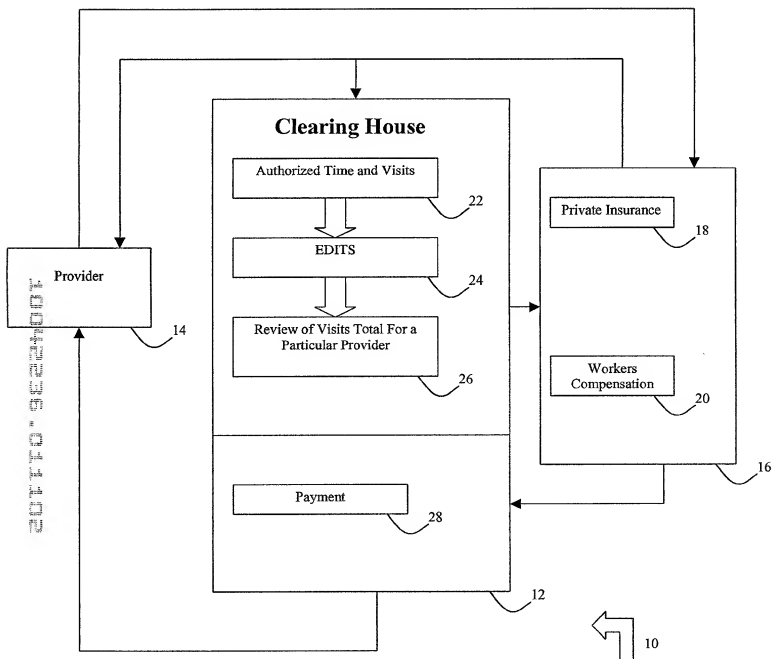 Clearing House
Authorized Time and Visits
22
EDITS
24
Review of Visits Total For a
Particular Provider
26
Payment
28
12
Provider
14
Private Insurance
18
Workers
Compensation
20
16
10